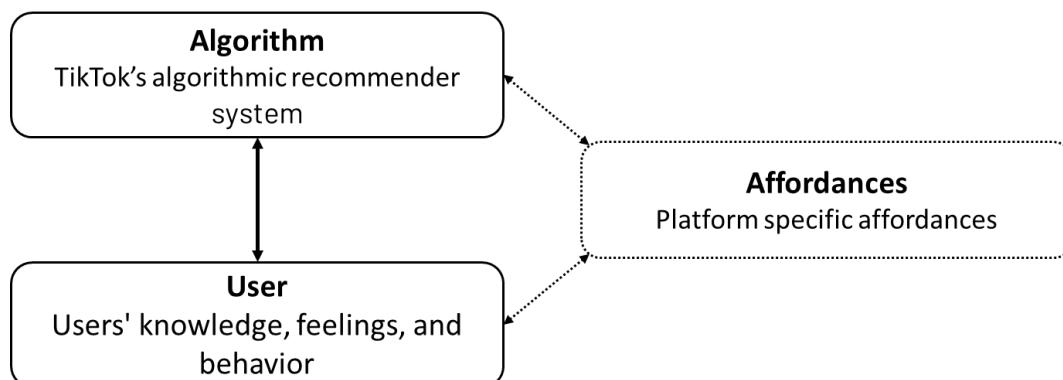 Algorithm
TikTok’s algorithmic recommender
system
Affordances
Platform specific affordances
User
Users' knowledge, feelings, and
behavior